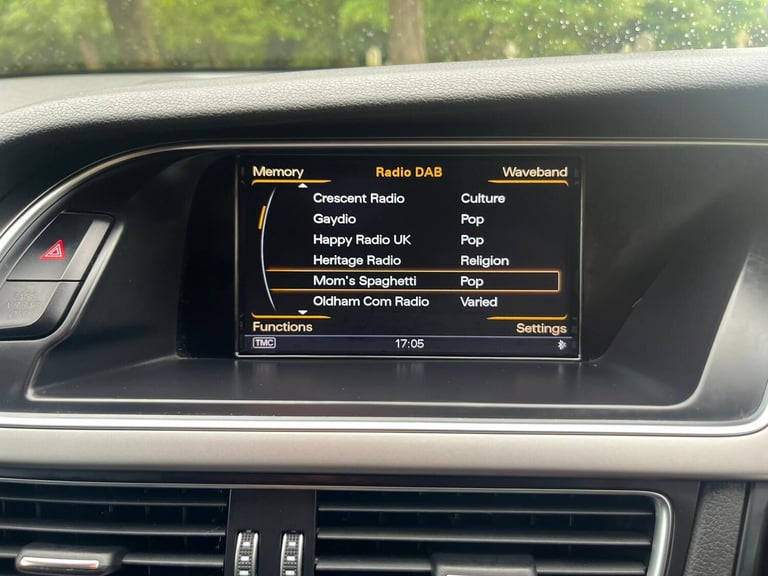 Memory Radio DAB Waveband
Crescent Radio Culture
Gaydio Pop
Happy Radio UK Pop
Heritage Radio Religion
Mom's Spaghetti Pop
Oldham Com Radio Varied
Functions Settings
TMC 17:05